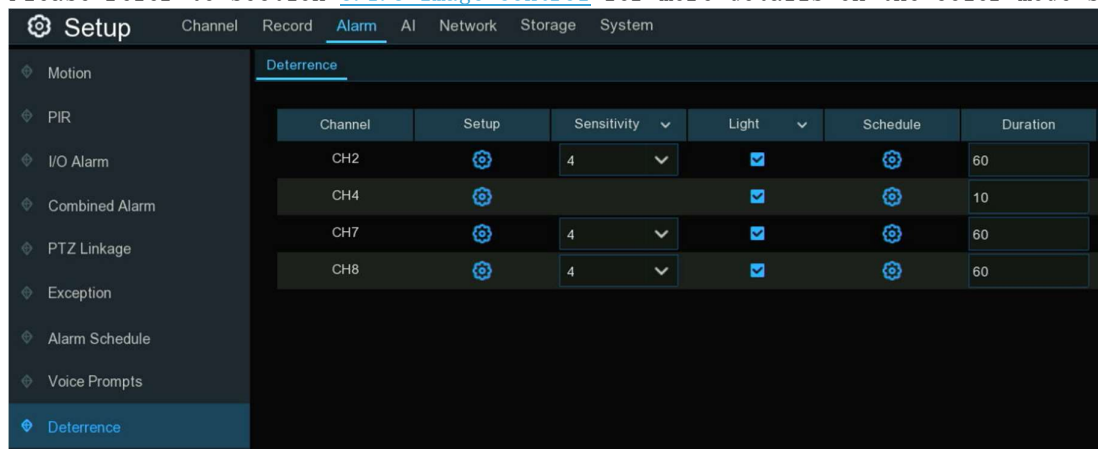 Setup Channel Record Alarm AI Network Storage System
Deterrence
Motion
PIR
I/O Alarm
Combined Alarm
PTZ Linkage
Exception
Alarm Schedule
Voice Prompts
Deterrence
Channel Setup Sensitivity Light Schedule Duration
CH2 4 60
CH4 10
CH7 4 60
CH8 4 60